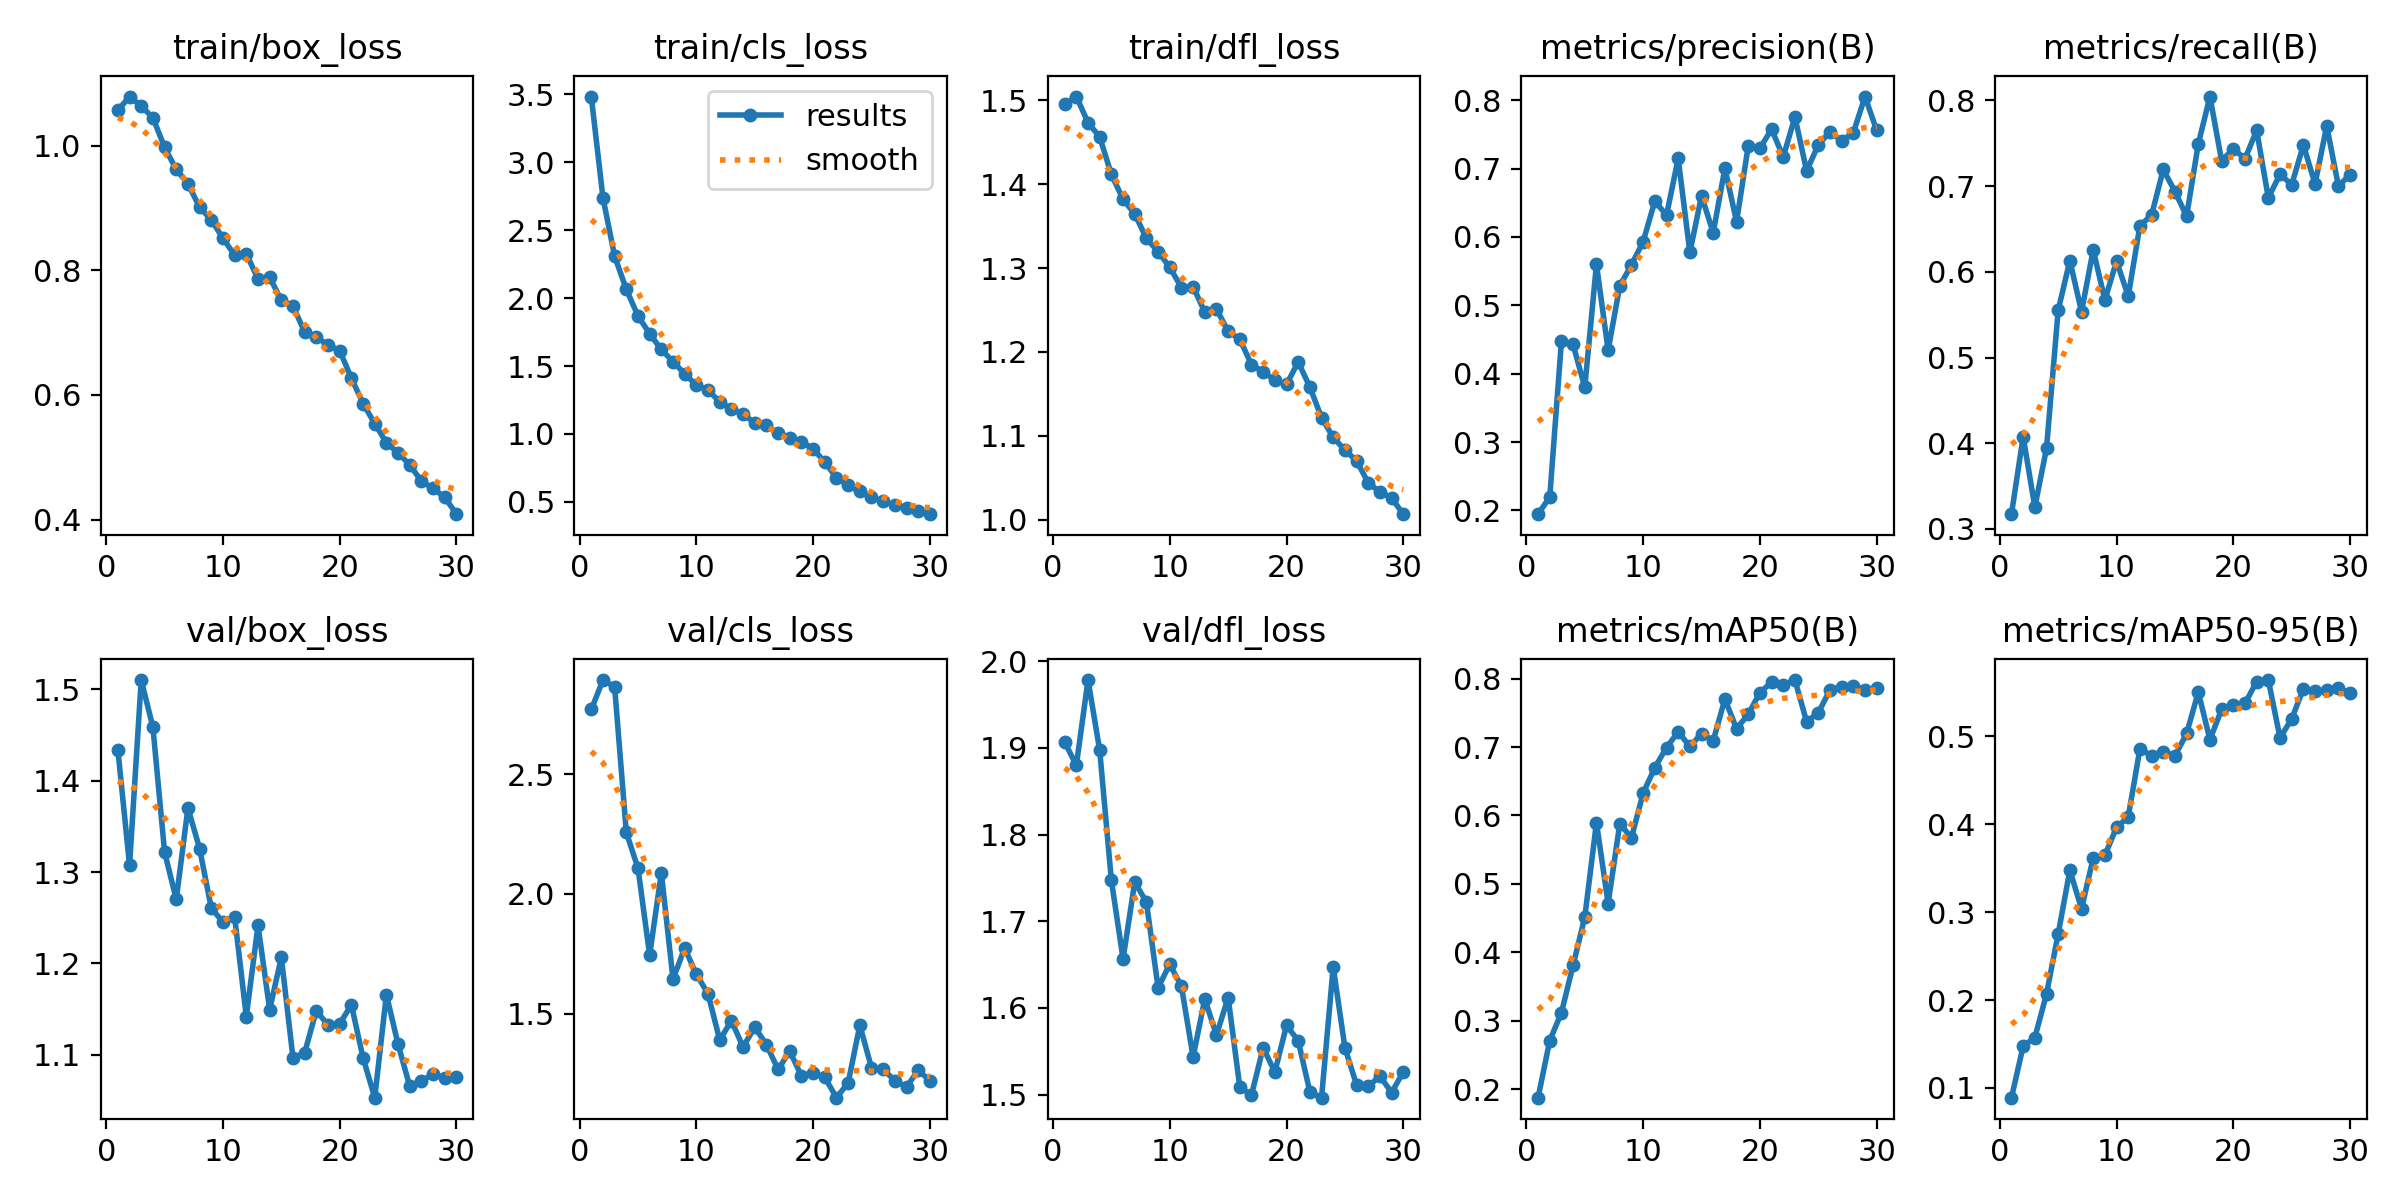 train/box_loss
1.0
0.8
0.6
0.4
0 10 20 30
train/cls_loss
3.5
3.0
2.5
2.0
1.5
1.0
0.5
results
smooth
0 10 20 30
train/dfl_loss
1.5
1.4
1.3
1.2
1.1
1.0
0 10 20 30
metrics/precision(B)
0.8
0.7
0.6
0.5
0.4
0.3
0.2
0 10 20 30
metrics/recall(B)
0.8
0.7
0.6
0.5
0.4
0.3
0 10 20 30
val/box_loss
1.5
1.4
1.3
1.2
1.1
0 10 20 30
val/cls_loss
2.5
2.0
1.5
0 10 20 30
val/dfl_loss
2.0
1.9
1.8
1.7
1.6
1.5
0 10 20 30
metrics/mAP50(B)
0.8
0.7
0.6
0.5
0.4
0.3
0.2
0 10 20 30
metrics/mAP50-95(B)
0.5
0.4
0.3
0.2
0.1
0 10 20 30